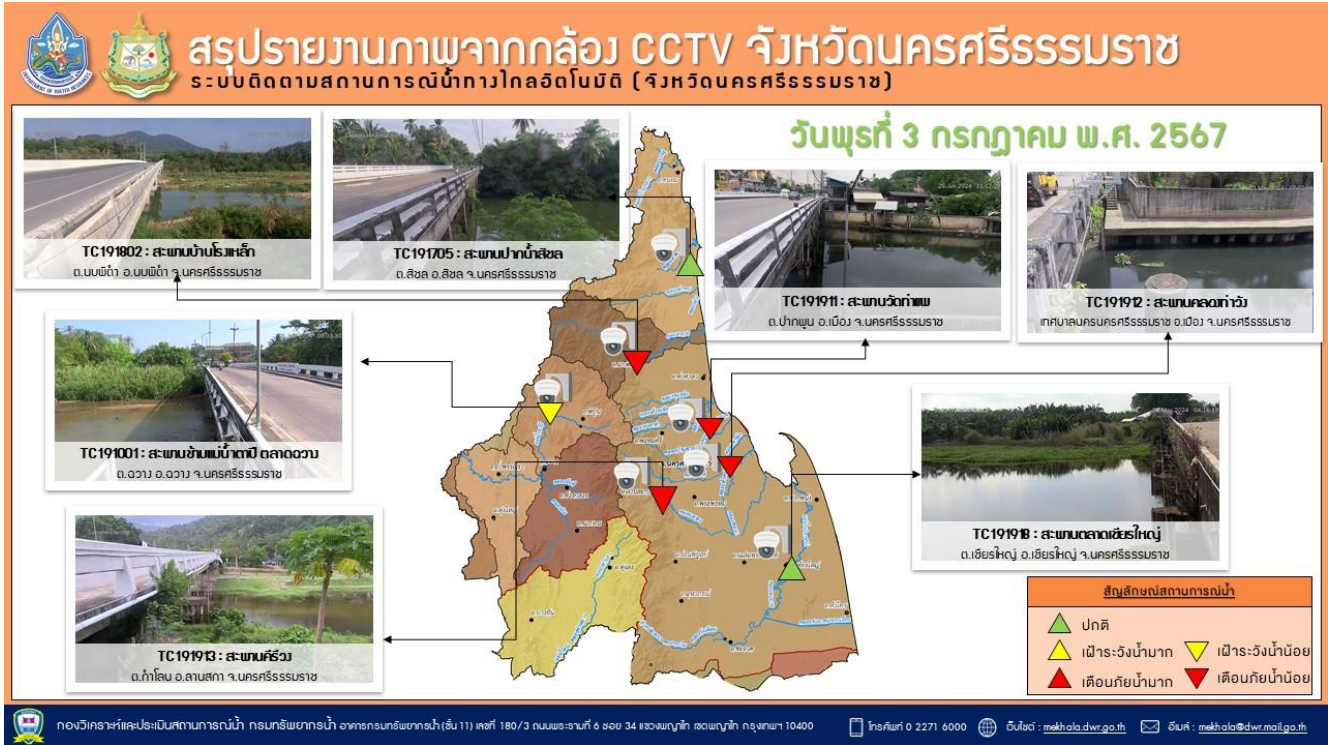 สรุปรายงานภาพจากกล้อง CCTV จังหวัดนครศรีธรรมราช
ระบบติดตามสถานการณ์น้ำทางไกลอัตโนมัติ (จังหวัดนครศรีธรรมราช)
วันพุธที่ 3 กรกฎาคม พ.ศ. 2567
TC191802 : สะพานบ้านโรงเหล็ก
ต.นบพิตำ อ.นบพิตำ จ.นครศรีธรรมราช
TC191705 : สะพานปากน้ำสิชล
ต.สิชล อ.สิชล จ.นครศรีธรรมราช
TC191911 : สะพานวัดท่าแพ
ต.ปากพูน อ.เมือง จ.นครศรีธรรมราช
TC191912 : สะพานคลองท่าวัง
เทศบาลนครนครศรีธรรมราช อ.เมือง จ.นครศรีธรรมราช
TC191001 : สะพานข้ามแม่น้ำตาปี ตลาดฉวาง
ต.ฉวาง อ.ฉวาง จ.นครศรีธรรมราช
TC191918 : สะพานตลาดเชียรใหญ่
ต.เชียรใหญ่ อ.เชียรใหญ่ จ.นครศรีธรรมราช
TC191913 : สะพานคีรีวง
ต.กำโลน อ.ลานสกา จ.นครศรีธรรมราช
สัญลักษณ์สถานการณ์น้ำ
ปกติ
เฝ้าระวังน้ำมาก เฝ้าระวังน้ำน้อย
เตือนภัยน้ำมาก เตือนภัยน้ำน้อย
กองวิเคราะห์และประเมินสถานการณ์น้ำ กรมทรัพยากรน้ำ อาคารกรมทรัพยากรน้ำ (ชั้น 11) เลขที่ 180/3 ถนนพระรามที่ 6 ซอย 34 แขวงพญาไท เขตพญาไท กรุงเทพฯ 10400 โทรศัพท์ 0 2271 6000 เว็บไซต์ : mekhala.dwr.go.th อีเมล์ : mekhala@dwr.mail.go.th